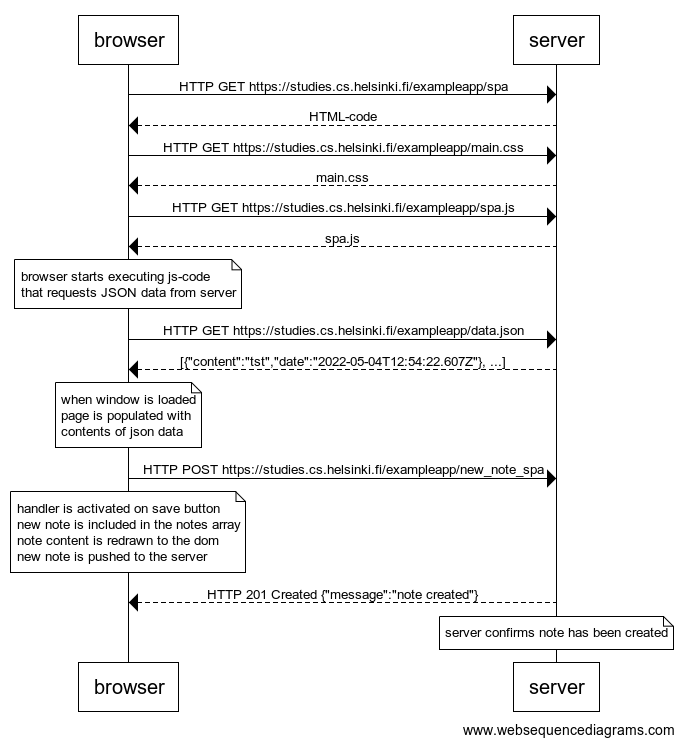 browser
server
HTTP GET https://studies.cs.helsinki.fi/exampleapp/spa
HTML-code
HTTP GET https://studies.cs.helsinki.fi/exampleapp/main.css
main.css
HTTP GET https://studies.cs.helsinki.fi/exampleapp/spa.js
spa.js
browser starts executing js-code
that requests JSON data from server
HTTP GET https://studies.cs.helsinki.fi/exampleapp/data.json
[{"content":"tst","date":"2022-05-04T12:54:22.607Z"}, ...]
when window is loaded
page is populated with
contents of json data
HTTP POST https://studies.cs.helsinki.fi/exampleapp/new_note_spa
handler is activated on save button
new note is included in the notes array
note content is redrawn to the dom
new note is pushed to the server
HTTP 201 Created {"message":"note created"}
server confirms note has been created
browser
server
www.websequencediagrams.com